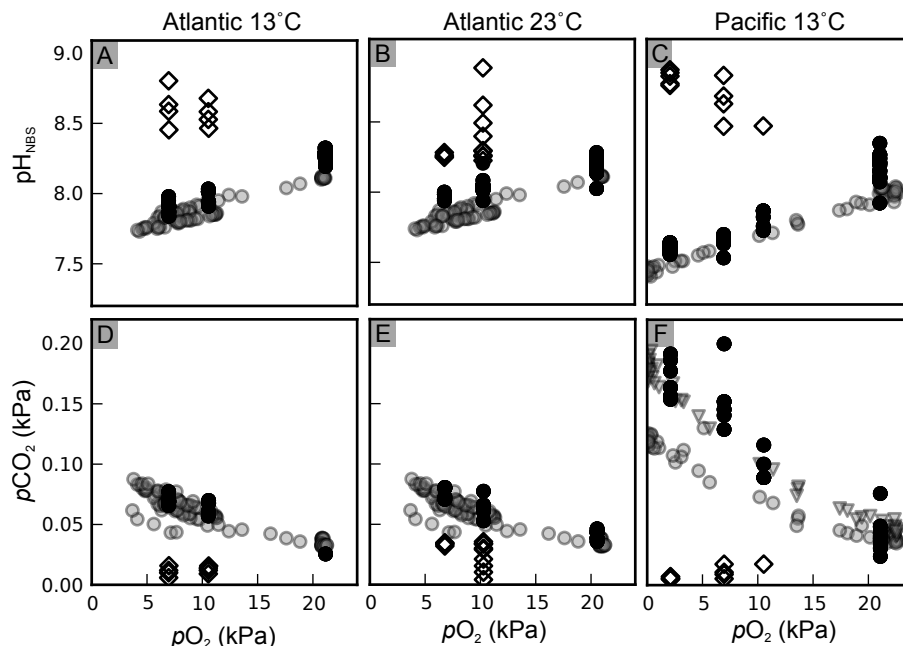 Atlantic 13˚C Atlantic 23˚C Pacific 13˚C
A B C
pHNBS
9.0
8.5
8.0
7.5
D E F
pCO2 (kPa)
0.20
0.15
0.10
0.05
0.00
0 5 10 15 20 0 5 10 15 20 0 5 10 15 20
pO2 (kPa) pO2 (kPa) pO2 (kPa)